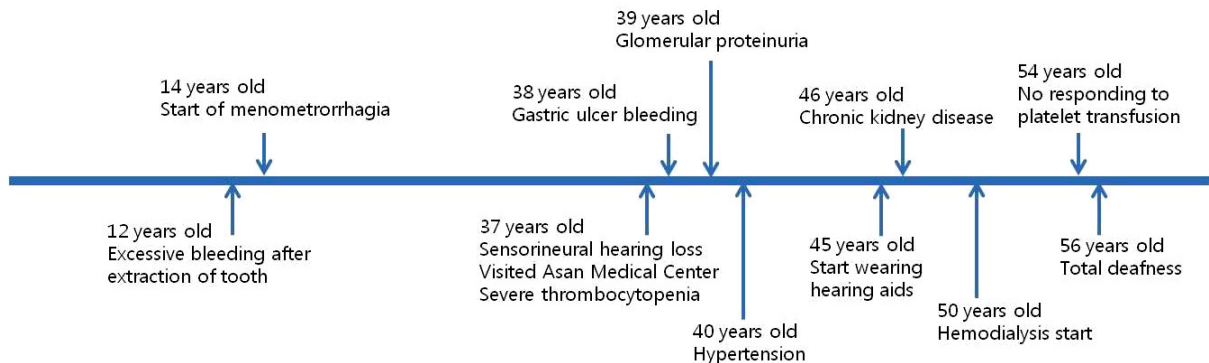 39 years old
Glomerular proteinuria
14 years old
Start of menometrorrhagia
38 years old
Gastric ulcer bleeding
46 years old
Chronic kidney disease
54 years old
No responding to
platelet transfusion
12 years old
Excessive bleeding after
extraction of tooth
37 years old
Sensorineural hearing loss
Visited Asan Medical Center
Severe thrombocytopenia
40 years old
Hypertension
45 years old
Start wearing
hearing aids
50 years old
Hemodialysis start
56 years old
Total deafness